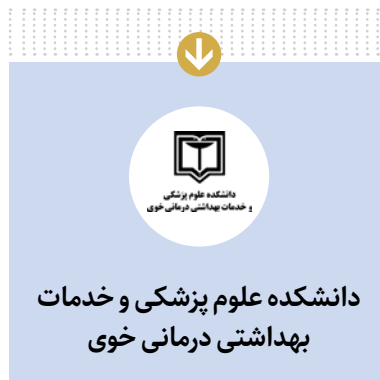 دانشکده علوم پزشکی
و خدمات بهداشتی درمانی خوی
دانشکده علوم پزشکی و خدمات
بهداشتی درمانی خوی